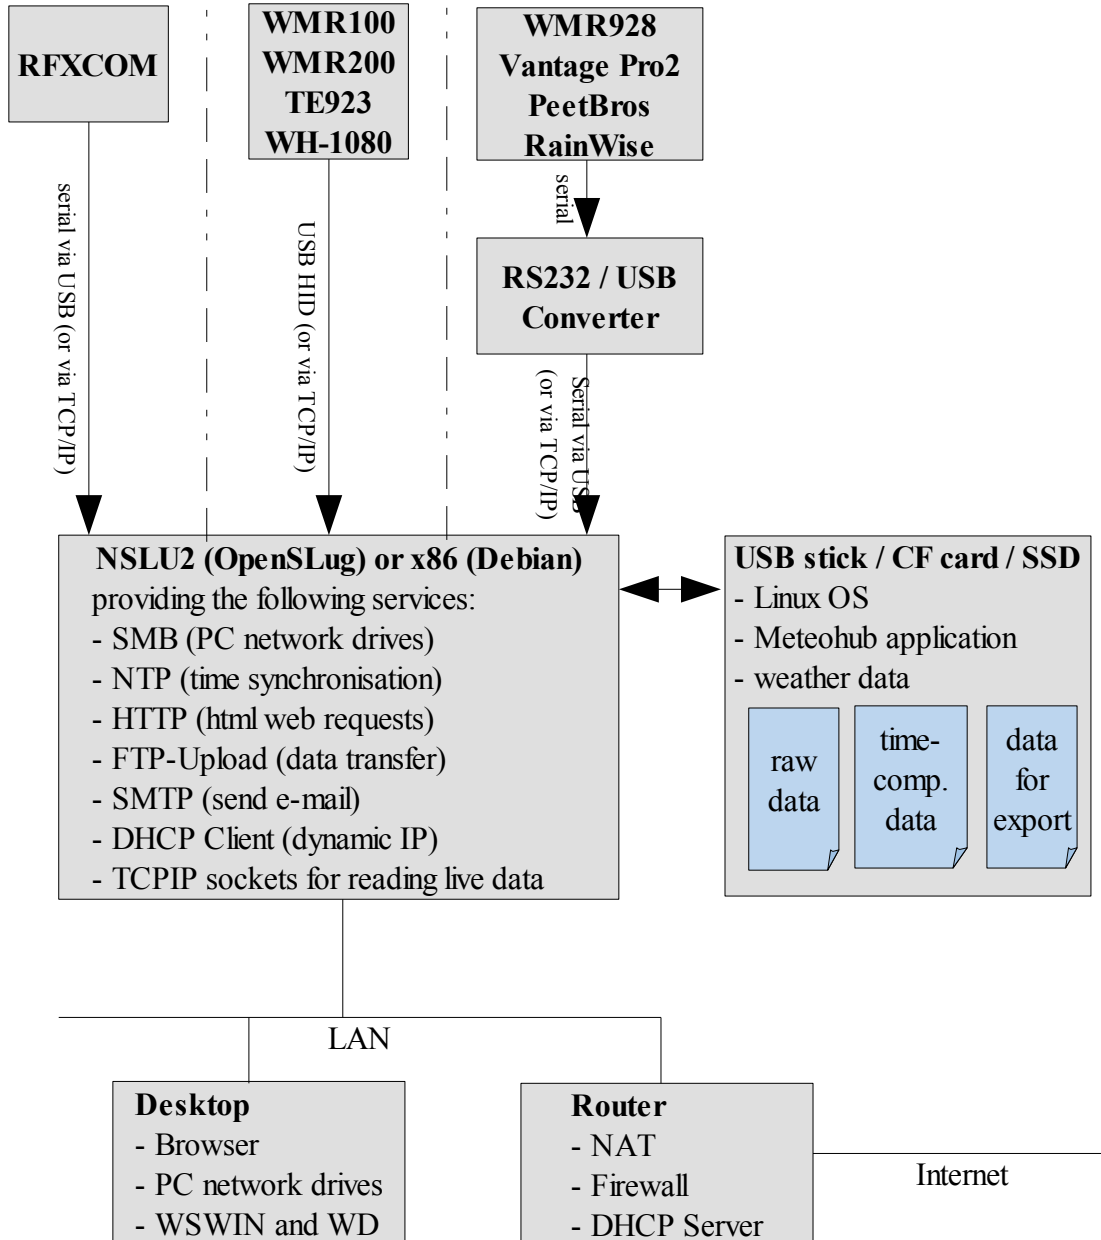 RFXCOM
WMR100
WMR200
TE923
WH-1080
WMR928
Vantage Pro2
PeetBros
RainWise
serial via USB (or via TCP/IP)
USB HID (or via TCP/IP)
serial
RS232 / USB
Converter
Serial via USB
(or via TCP/IP)
NSLU2 (OpenSLug) or x86 (Debian)
providing the following services:
- SMB (PC network drives)
- NTP (time synchronisation)
- HTTP (html web requests)
- FTP-Upload (data transfer)
- SMTP (send e-mail)
- DHCP Client (dynamic IP)
- TCPIP sockets for reading live data
USB stick / CF card / SSD
- Linux OS
- Meteohub application
- weather data
raw
data
time-
comp.
data
data
for
export
LAN
Desktop
- Browser
- PC network drives
- WSWIN and WD
Router
- NAT
- Firewall
- DHCP Server
Internet